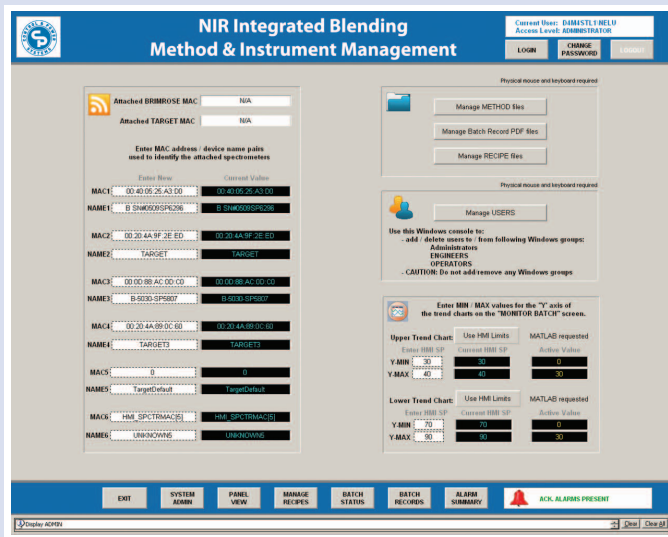 CONTROL & POWER SYSTEMS
CP
NIR Integrated Blending
Method & Instrument Management
Current User: D4M4STL1\NELU
Access Level: ADMINISTRATOR
LOGIN
CHANGE PASSWORD
LOGOUT
Attached BRIMROSE MAC N/A
Attached TARGET MAC N/A
Enter MAC address / device name pairs
used to identify the attached spectrometers
Enter New Current Value
MAC1 00:40:05:25:A3:D0 00:40:05:25:A3:D0
NAME1 B SN#0509SP6296 B SN#0509SP6296
MAC2 00:20:4A:9F:2E:ED 00:20:4A:9F:2E:ED
NAME2 TARGET TARGET
MAC3 00:0D:88:AC:0D:C0 00:0D:88:AC:0D:C0
NAME3 B-5030-SP5807 B-5030-SP5807
MAC4 00:20:4A:89:0C:60 00:20:4A:89:0C:60
NAME4 TARGET3 TARGET3
MAC5 0 0
NAME5 TargetDefault TargetDefault
MAC6 HMI_SPCTRMAC[5] HMI_SPCTRMAC[5]
NAME6 UNKNOWN5 UNKNOWN5
Physical mouse and keyboard required
Manage METHOD files
Manage Batch Record PDF files
Manage RECIPE files
Physical mouse and keyboard required
Manage USERS
Use this Windows console to:
- add / delete users to / from following Windows groups:
Administrators
ENGINEERS
OPERATORS
- CAUTION: Do not add/remove any Windows groups
Enter MIN / MAX values for the "Y" axis of
the trend charts on the "MONITOR BATCH" screen.
Upper Trend Chart: Use HMI Limits MATLAB requested
Enter HMI SP Current HMI SP Active Value
Y-MIN 30 30 0
Y-MAX 40 40 30
Lower Trend Chart: Use HMI Limits MATLAB requested
Enter HMI SP Current HMI SP Active Value
Y-MIN 70 70 0
Y-MAX 90 90 30
EXIT
SYSTEM ADMIN
PANEL VIEW
MANAGE RECIPES
BATCH STATUS
BATCH RECORDS
ALARM SUMMARY
ACK. ALARMS PRESENT
Display ADMIN
Clear
Clear All